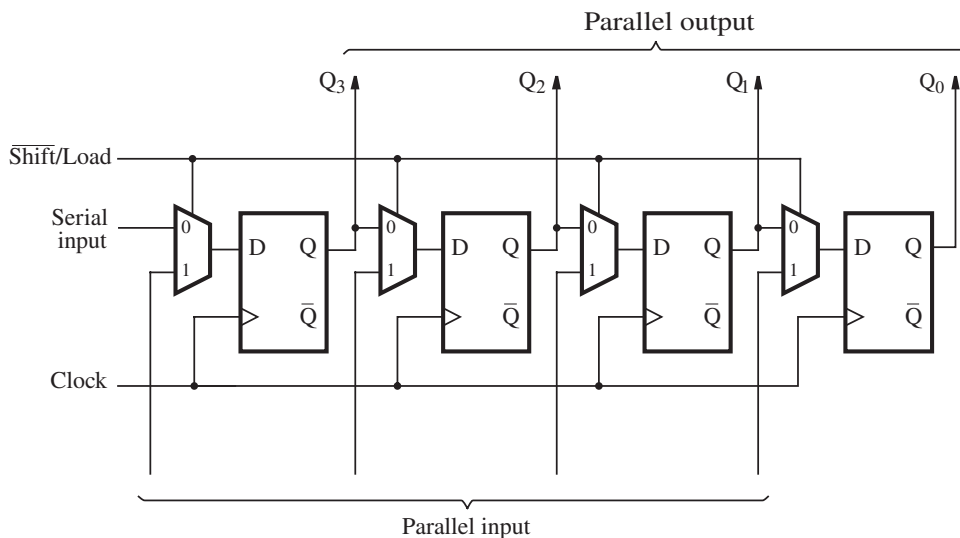 Parallel output
Q3 Q2 Q1 Q0
S̅h̅i̅f̅t̅/Load
Serial
input
0 0 0 0
D Q D Q D Q D Q
1 1 1 1
Q̅ Q̅ Q̅ Q̅
Clock
Parallel input